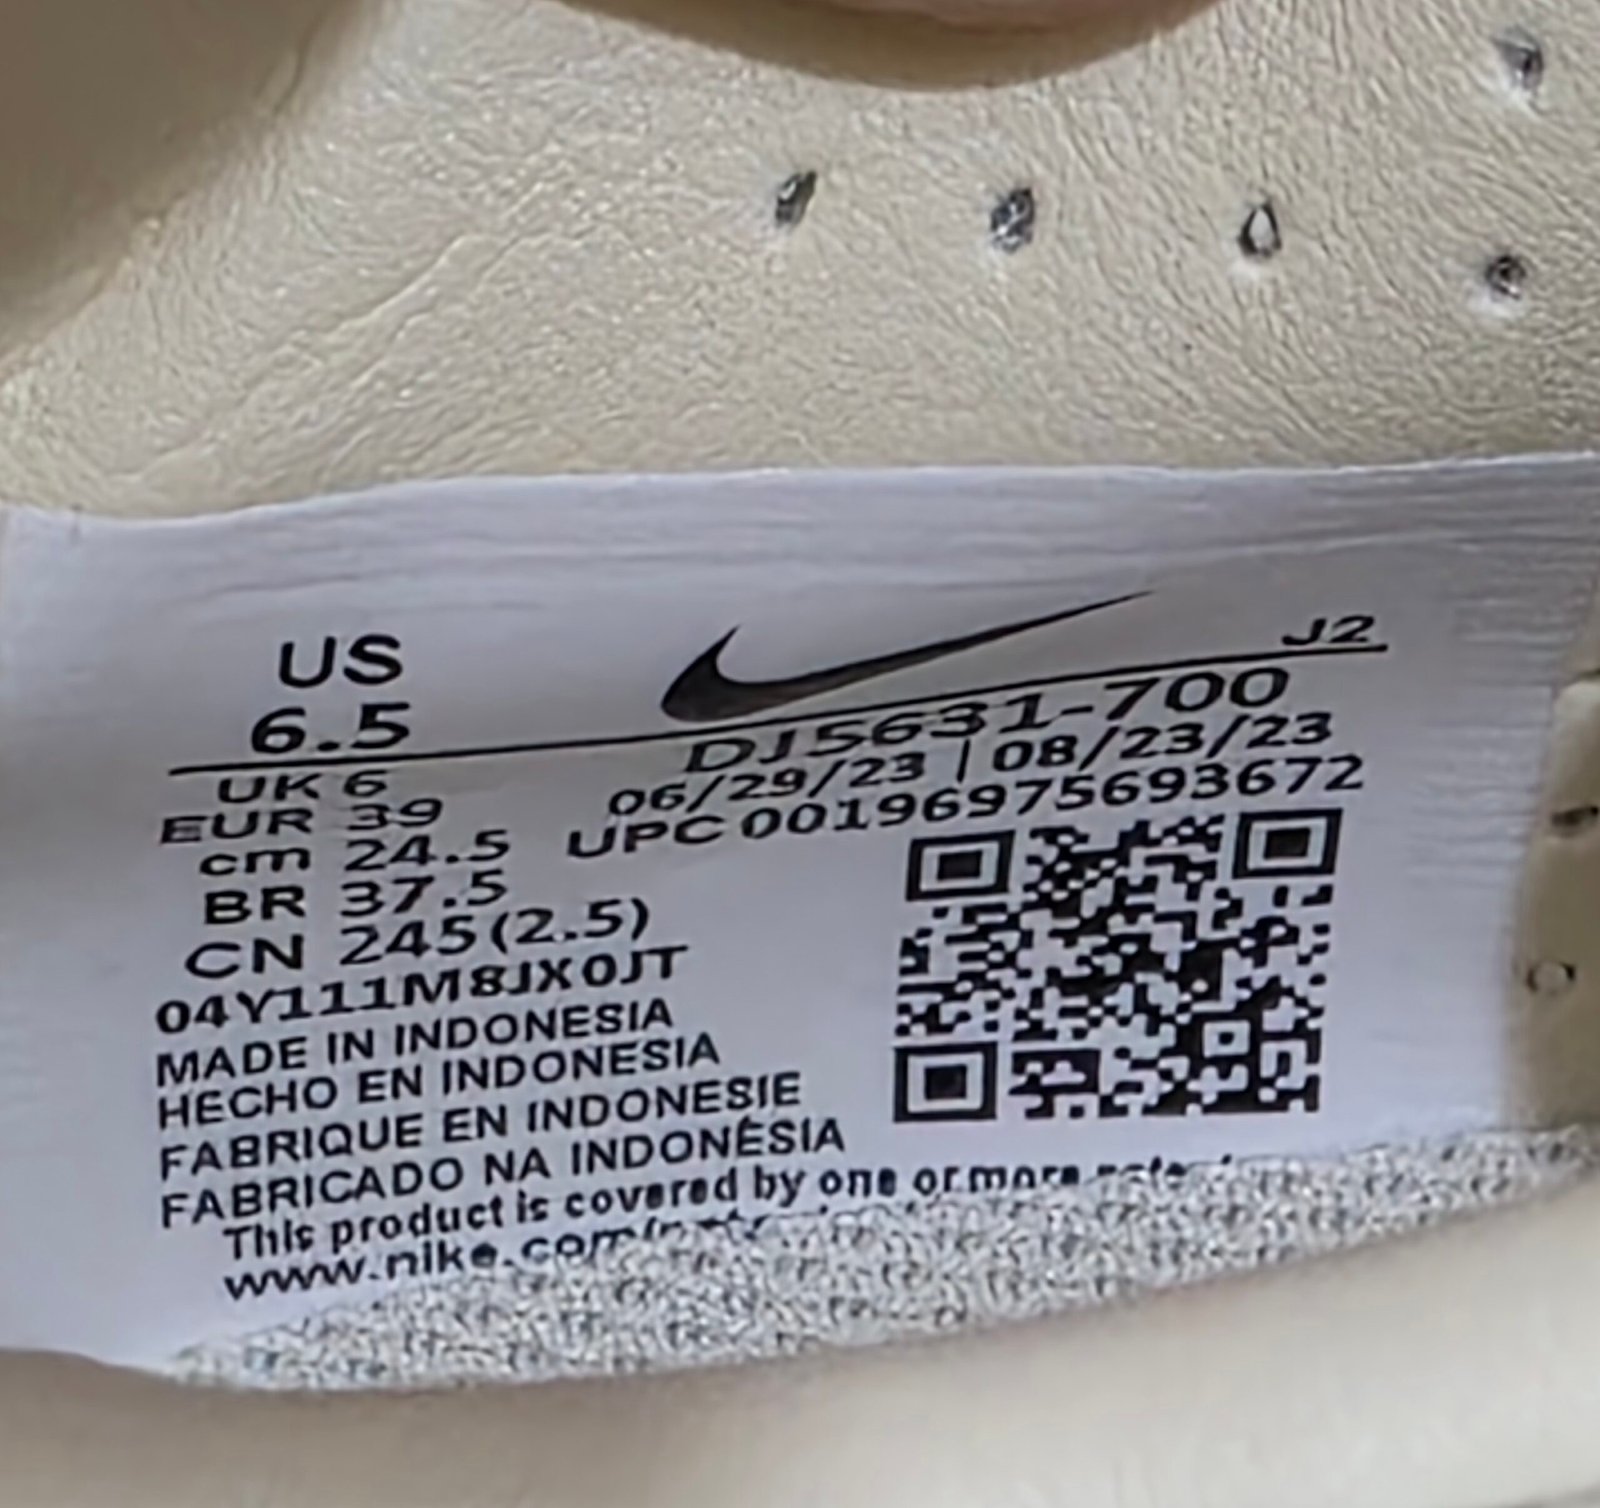 US
6.5
UK 6
EUR 39
cm 24.5
BR 37.5
CN 245(2.5)
04Y111M8JX0JT
MADE IN INDONESIA
HECHO EN INDONESIA
FABRIQUE EN INDONESIE
FABRICADO NA INDONÉSIA
This product is covered by one or more
www.nike.com/
J2
DJ5631-700
06/29/23 | 08/23/23
UPC 00196975693672